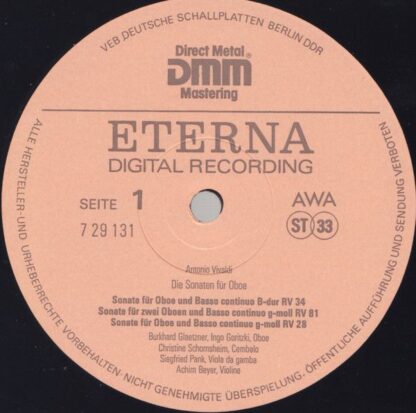 VEB DEUTSCHE SCHALLPLATTEN BERLIN DDR
Direct Metal
DMM®
Mastering
ETERNA
DIGITAL RECORDING
SEITE 1
AWA
7 29 131
ST 33
Antonio Vivaldi
Die Sonaten für Oboe
Sonate für Oboe und Basso continuo B-dur RV 34
Sonate für zwei Oboen und Basso continuo g-moll RV 81
Sonate für Oboe und Basso continuo g-moll RV 28
Burkhard Glaetzner, Ingo Goritzki, Oboe
Christine Schornsheim, Cembalo
Siegfried Pank, Viola da gamba
Achim Beyer, Violine
ALLE HERSTELLER- UND URHEBERRECHTE VORBEHALTEN. NICHT GENEHMIGTE ÜBERSPIELUNG, ÖFFENTLICHE AUFFÜHRUNG UND SENDUNG VERBOTEN